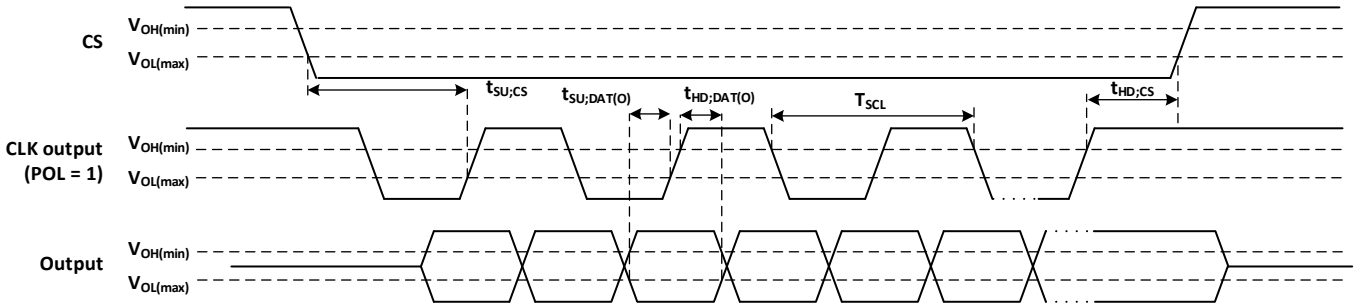 CS
V_OH(min)
V_OL(max)
t_SU;CS
t_SU;DAT(O)
t_HD;DAT(O)
T_SCL
t_HD;CS
CLK output
(POL = 1)
V_OH(min)
V_OL(max)
Output
V_OH(min)
V_OL(max)